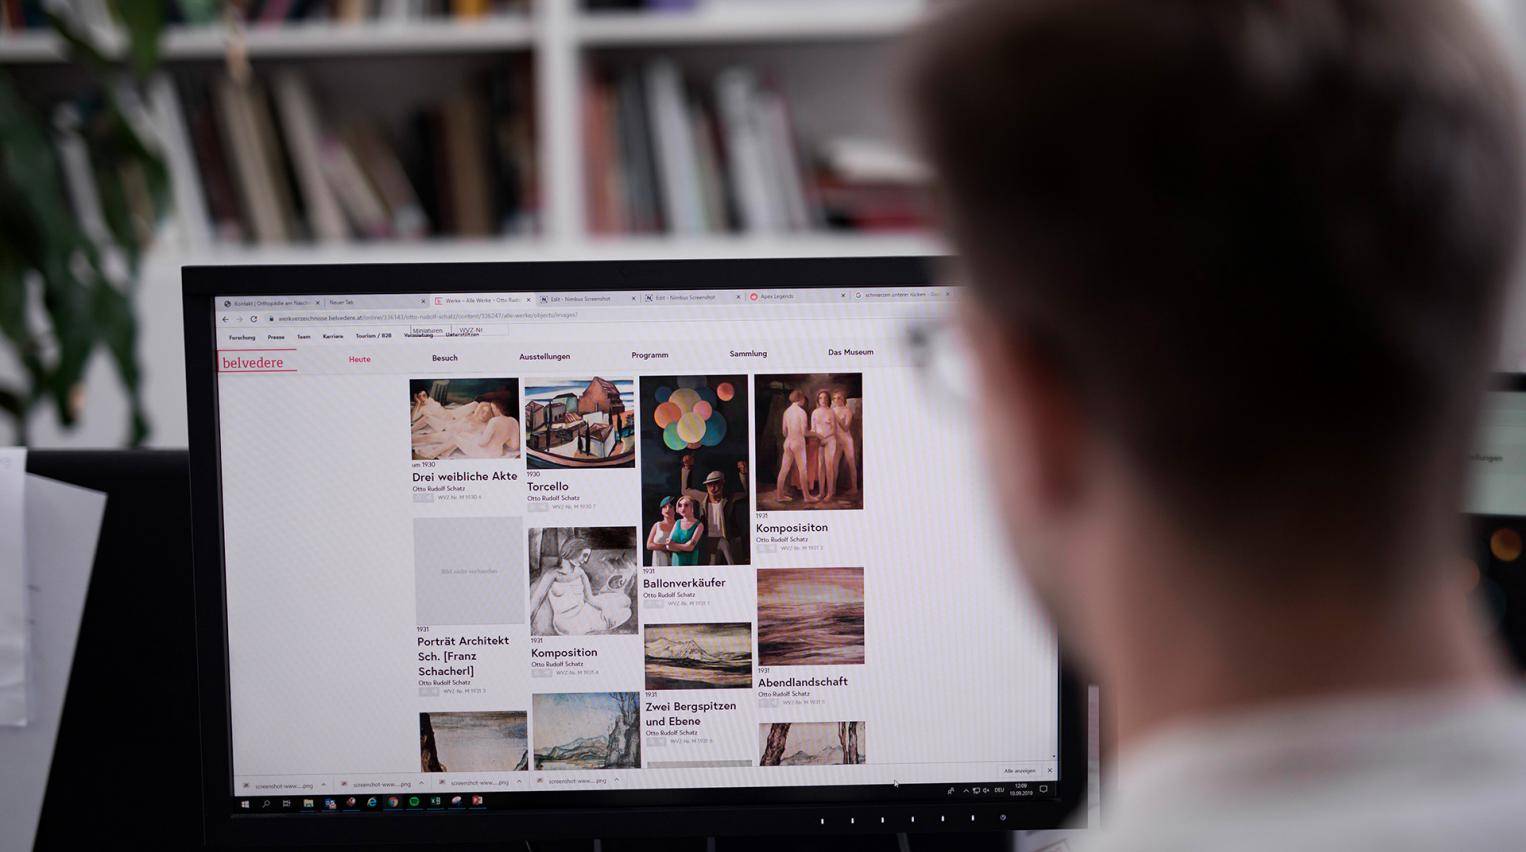 Kontakt | Orthopädie am Nasch
Neuer Tab
Werke – Alle Werke – Otto Rudo
Edit - Nimbus Screenshot
Edit - Nimbus Screenshot
Apex Legends
schmerzen unterer rücken - Goo
werkverzeichnisse.belvedere.at/online/336143/otto-rudolf-schatz/content/336247/alle-werke/objects/images?
Miniaturen WVZ-Nr.
Forschung Presse Team Karriere Tourism / B2B Vermietung Unterstützen
belvedere
Heute Besuch Ausstellungen Programm Sammlung Das Museum
um 1930
Drei weibliche Akte
Otto Rudolf Schatz
WVZ-Nr. M 1930 6
1930
Torcello
Otto Rudolf Schatz
WVZ-Nr. M 1930 7
1931
Ballonverkäufer
Otto Rudolf Schatz
WVZ-Nr. M 1931 1
1931
Komposisiton
Otto Rudolf Schatz
WVZ-Nr. M 1931 2
Bild nicht vorhanden
1931
Porträt Architekt
Sch. [Franz
Schacherl]
Otto Rudolf Schatz
WVZ-Nr. M 1931 3
1931
Komposition
Otto Rudolf Schatz
WVZ-Nr. M 1931 4
1931
Zwei Bergspitzen
und Ebene
Otto Rudolf Schatz
WVZ-Nr. M 1931 6
1931
Abendlandschaft
Otto Rudolf Schatz
WVZ-Nr. M 1931 5
screenshot-www....png
screenshot-www....png
screenshot-www....png
screenshot-www....png
Alle anzeigen
DEU
12:09
10.09.2019